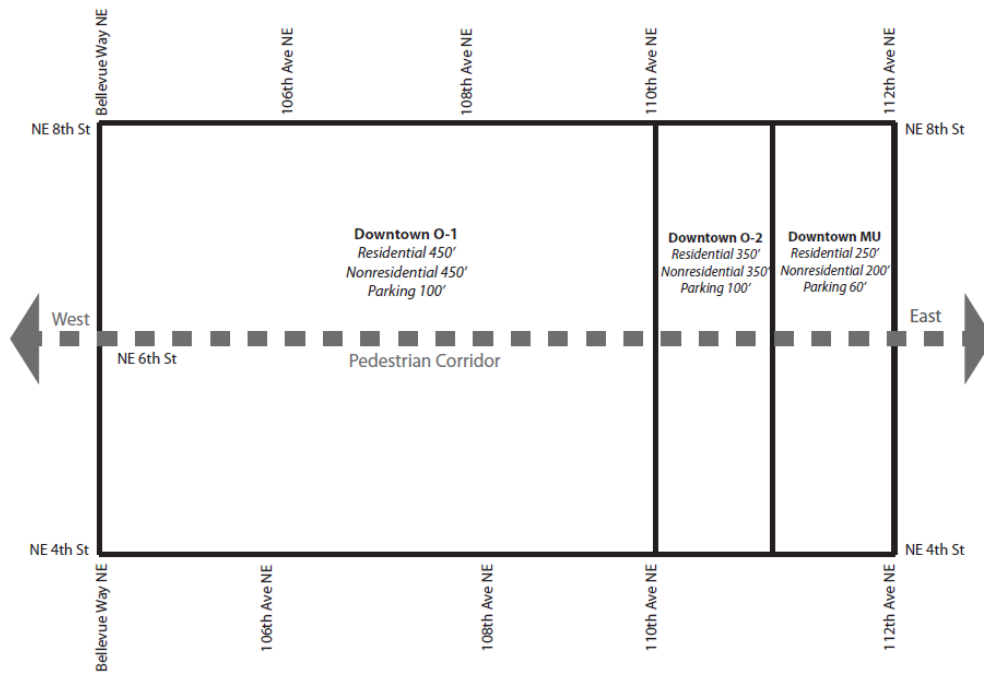 Bellevue Way NE
106th Ave NE
108th Ave NE
110th Ave NE
112th Ave NE
NE 8th St
NE 8th St
Downtown O-1
Residential 450’
Nonresidential 450’
Parking 100’
Downtown O-2
Residential 350’
Nonresidential 350’
Parking 100’
Downtown MU
Residential 250’
Nonresidential 200’
Parking 60’
West
East
NE 6th St
Pedestrian Corridor
NE 4th St
NE 4th St
Bellevue Way NE
106th Ave NE
108th Ave NE
110th Ave NE
112th Ave NE